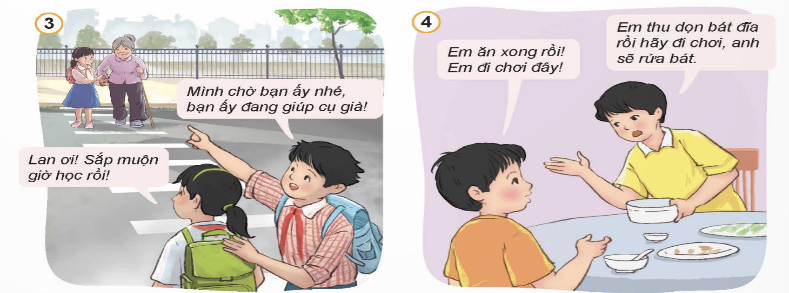 3
Mình chờ bạn ấy nhé,
bạn ấy đang giúp cụ già!
Lan ơi! Sắp muộn
giờ học rồi!
4
Em ăn xong rồi!
Em đi chơi đây!
Em thu dọn bát đĩa
rồi hãy đi chơi, anh
sẽ rửa bát.